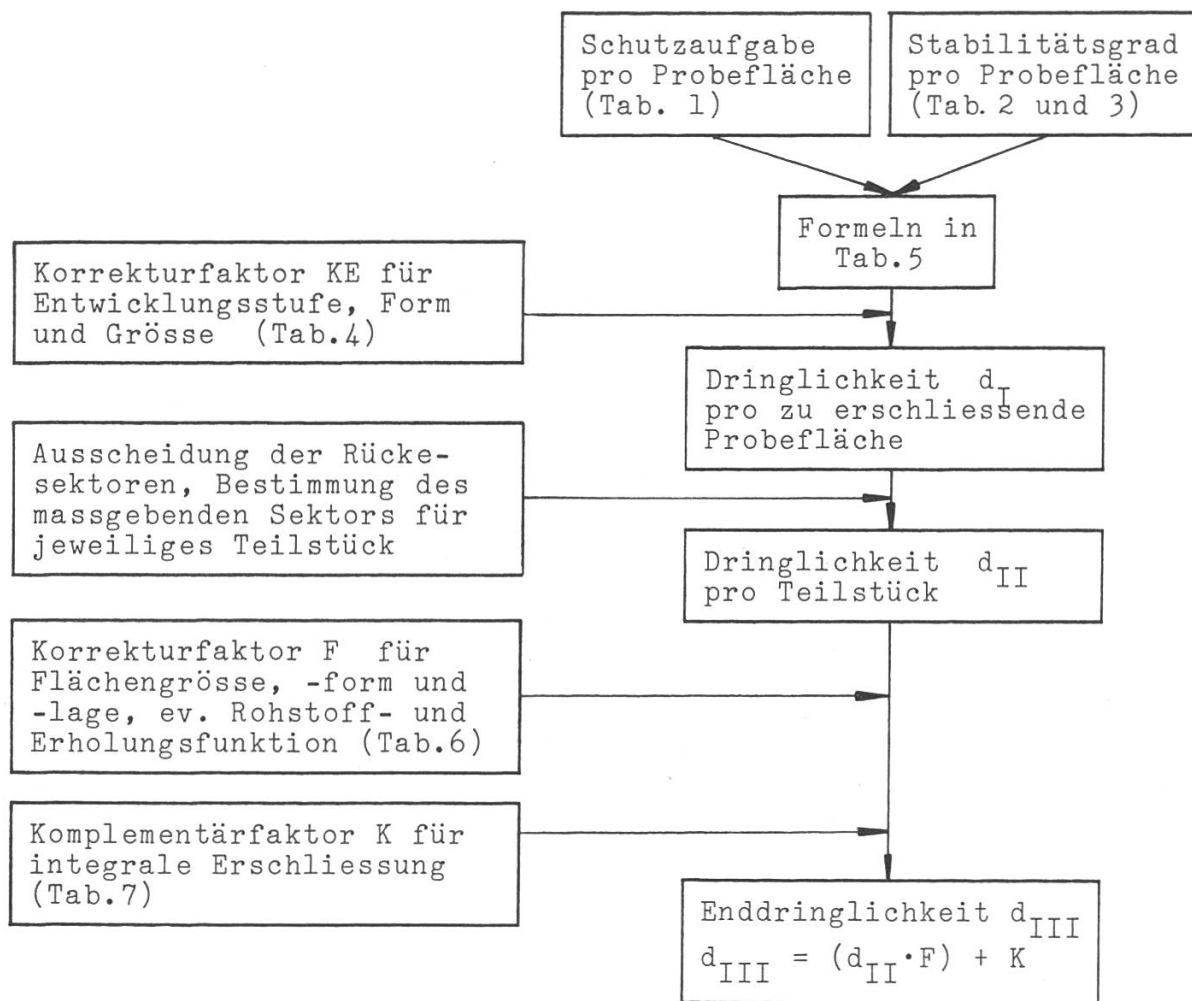 Schutzaufgabe
pro Probefläche
(Tab. 1)
Stabilitätsgrad
pro Probefläche
(Tab. 2 und 3)
Formeln in
Tab.5
Korrekturfaktor KE für
Entwicklungsstufe, Form
und Grösse (Tab.4)
Dringlichkeit d_I
pro zu erschliessende
Probefläche
Ausscheidung der Rücke-
sektoren, Bestimmung des
massgebenden Sektors für
jeweiliges Teilstück
Dringlichkeit d_II
pro Teilstück
Korrekturfaktor F für
Flächengrösse, -form und
-lage, ev. Rohstoff- und
Erholungsfunktion (Tab.6)
Komplementärfaktor K für
integrale Erschliessung
(Tab.7)
Enddringlichkeit d_III
d_III = (d_II·F) + K